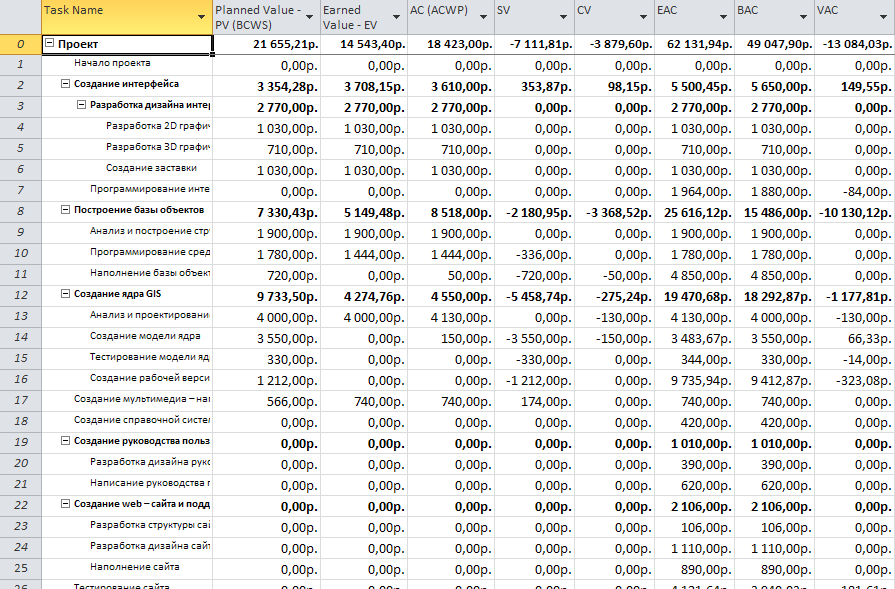 Task Name Planned Value - PV (BCWS) Earned Value - EV AC (ACWP) SV CV EAC BAC VAC
0 Проект 21 655,21р. 14 543,40р. 18 423,00р. -7 111,81р. -3 879,60р. 62 131,94р. 49 047,90р. -13 084,03р.
1 Начало проекта 0,00р. 0,00р. 0,00р. 0,00р. 0,00р. 0,00р. 0,00р. 0,00р.
2 Создание интерфейса 3 354,28р. 3 708,15р. 3 610,00р. 353,87р. 98,15р. 5 500,45р. 5 650,00р. 149,55р.
3 Разработка дизайна интер 2 770,00р. 2 770,00р. 2 770,00р. 0,00р. 0,00р. 2 770,00р. 2 770,00р. 0,00р.
4 Разработка 2D графич 1 030,00р. 1 030,00р. 1 030,00р. 0,00р. 0,00р. 1 030,00р. 1 030,00р. 0,00р.
5 Разработка 3D графич 710,00р. 710,00р. 710,00р. 0,00р. 0,00р. 710,00р. 710,00р. 0,00р.
6 Создание заставки 1 030,00р. 1 030,00р. 1 030,00р. 0,00р. 0,00р. 1 030,00р. 1 030,00р. 0,00р.
7 Программирование инте 0,00р. 0,00р. 0,00р. 0,00р. 0,00р. 1 964,00р. 1 880,00р. -84,00р.
8 Построение базы объектов 7 330,43р. 5 149,48р. 8 518,00р. -2 180,95р. -3 368,52р. 25 616,12р. 15 486,00р. -10 130,12р.
9 Анализ и построение стру 1 900,00р. 1 900,00р. 1 900,00р. 0,00р. 0,00р. 1 900,00р. 1 900,00р. 0,00р.
10 Программирование сред 1 780,00р. 1 444,00р. 1 444,00р. -336,00р. 0,00р. 1 780,00р. 1 780,00р. 0,00р.
11 Наполнение базы объект 720,00р. 0,00р. 50,00р. -720,00р. -50,00р. 4 850,00р. 4 850,00р. 0,00р.
12 Создание ядра GIS 9 733,50р. 4 274,76р. 4 550,00р. -5 458,74р. -275,24р. 19 470,68р. 18 292,87р. -1 177,81р.
13 Анализ и проектировани 4 000,00р. 4 000,00р. 4 130,00р. 0,00р. -130,00р. 4 130,00р. 4 000,00р. -130,00р.
14 Создание модели ядра 3 550,00р. 0,00р. 150,00р. -3 550,00р. -150,00р. 3 483,67р. 3 550,00р. 66,33р.
15 Тестирование модели яд 330,00р. 0,00р. 0,00р. -330,00р. 0,00р. 344,00р. 330,00р. -14,00р.
16 Создание рабочей верси 1 212,00р. 0,00р. 0,00р. -1 212,00р. 0,00р. 9 735,94р. 9 412,87р. -323,08р.
17 Создание мультимедиа – нап 566,00р. 740,00р. 740,00р. 174,00р. 0,00р. 740,00р. 740,00р. 0,00р.
18 Создание справочной систем 0,00р. 0,00р. 0,00р. 0,00р. 0,00р. 420,00р. 420,00р. 0,00р.
19 Создание руководства польз 0,00р. 0,00р. 0,00р. 0,00р. 0,00р. 1 010,00р. 1 010,00р. 0,00р.
20 Разработка дизайна руко 0,00р. 0,00р. 0,00р. 0,00р. 0,00р. 390,00р. 390,00р. 0,00р.
21 Написание руководства п 0,00р. 0,00р. 0,00р. 0,00р. 0,00р. 620,00р. 620,00р. 0,00р.
22 Создание web – сайта и подд 0,00р. 0,00р. 0,00р. 0,00р. 0,00р. 2 106,00р. 2 106,00р. 0,00р.
23 Разработка структуры сай 0,00р. 0,00р. 0,00р. 0,00р. 0,00р. 106,00р. 106,00р. 0,00р.
24 Разработка дизайн сайт 0,00р. 0,00р. 0,00р. 0,00р. 0,00р. 1 110,00р. 1 110,00р. 0,00р.
25 Наполнение сайта 0,00р. 0,00р. 0,00р. 0,00р. 0,00р. 890,00р. 890,00р. 0,00р.
26 Тестирование сайта